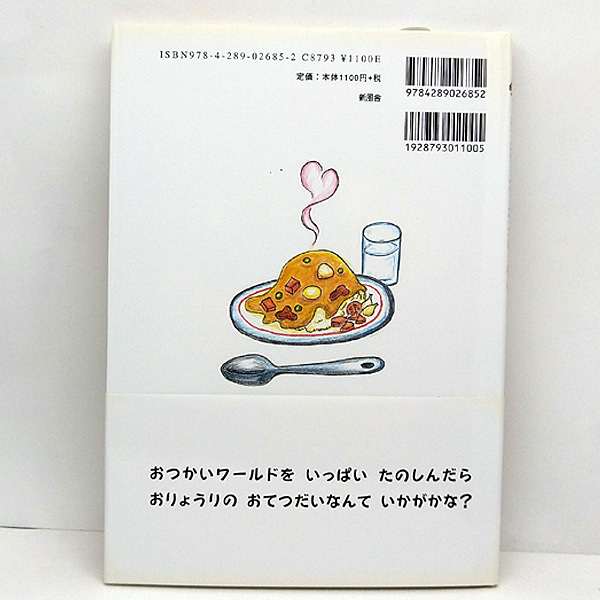 ISBN978-4-289-02685-2 C8793 ¥1100E
定価：本体1100円+税
新風舎
9784289026852
1928793011005
おつかいワールドを いっぱい たのしんだら
おりょうりの おてつだいなんて いかがかな？